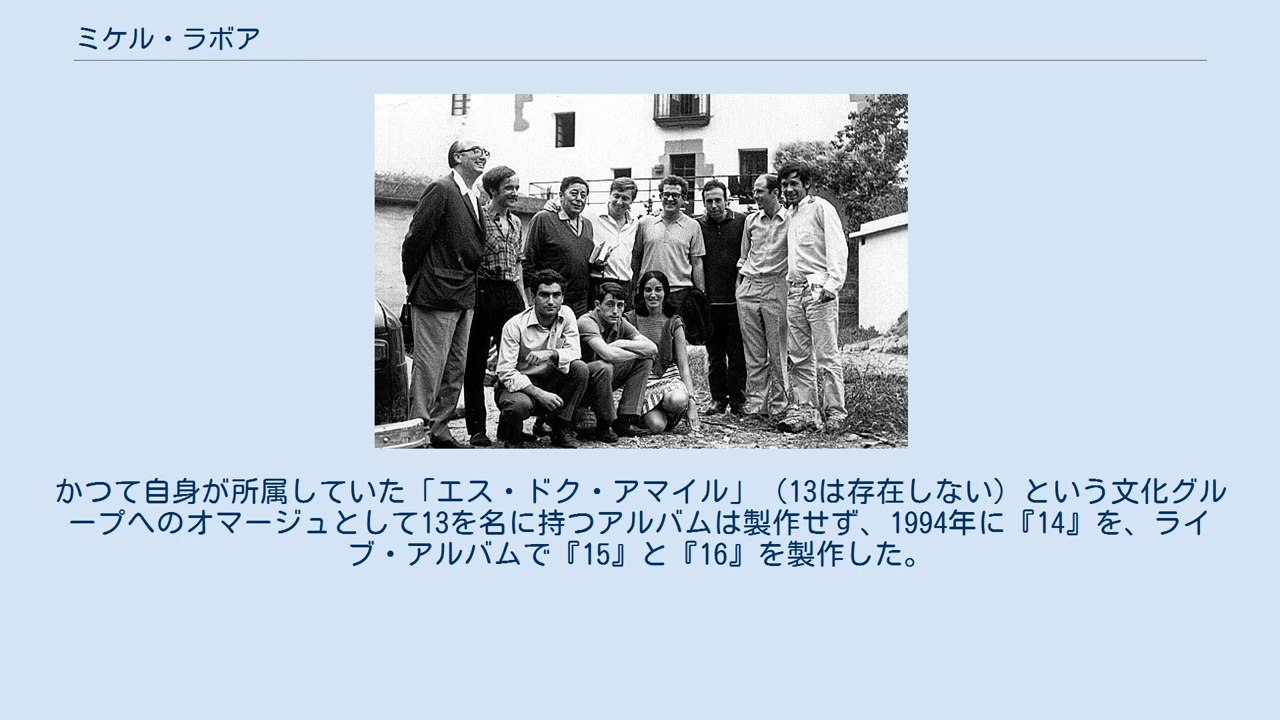 ミケル・ラボア
かつて自身が所属していた「エス・ドク・アマイル」（13は存在しない）という文化グル
ープへのオマージュとして13を名に持つアルバムは製作せず、1994年に『14』を、ライ
ブ・アルバムで『15』と『16』を製作した。